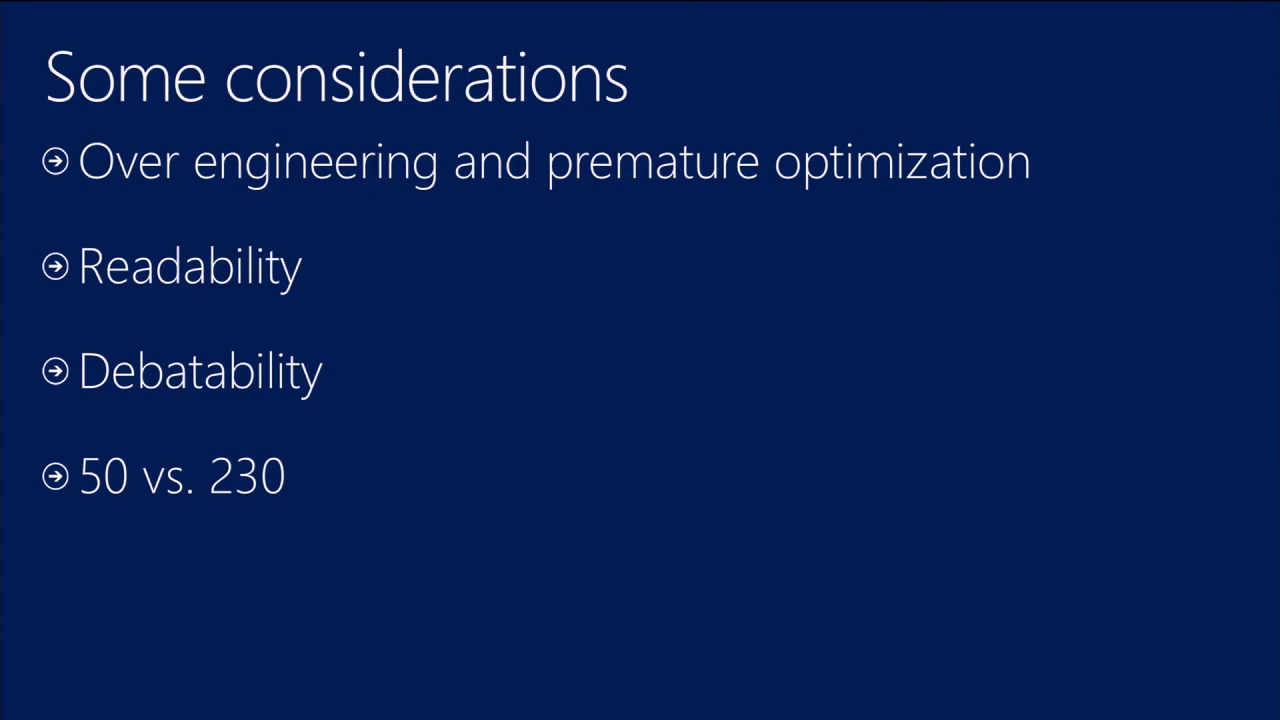 Some considerations
Over engineering and premature optimization
Readability
Debatability
50 vs. 230